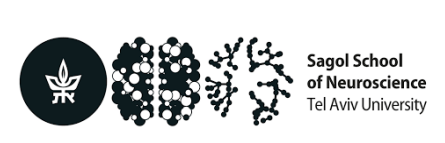 Sagol School
of Neuroscience
Tel Aviv University